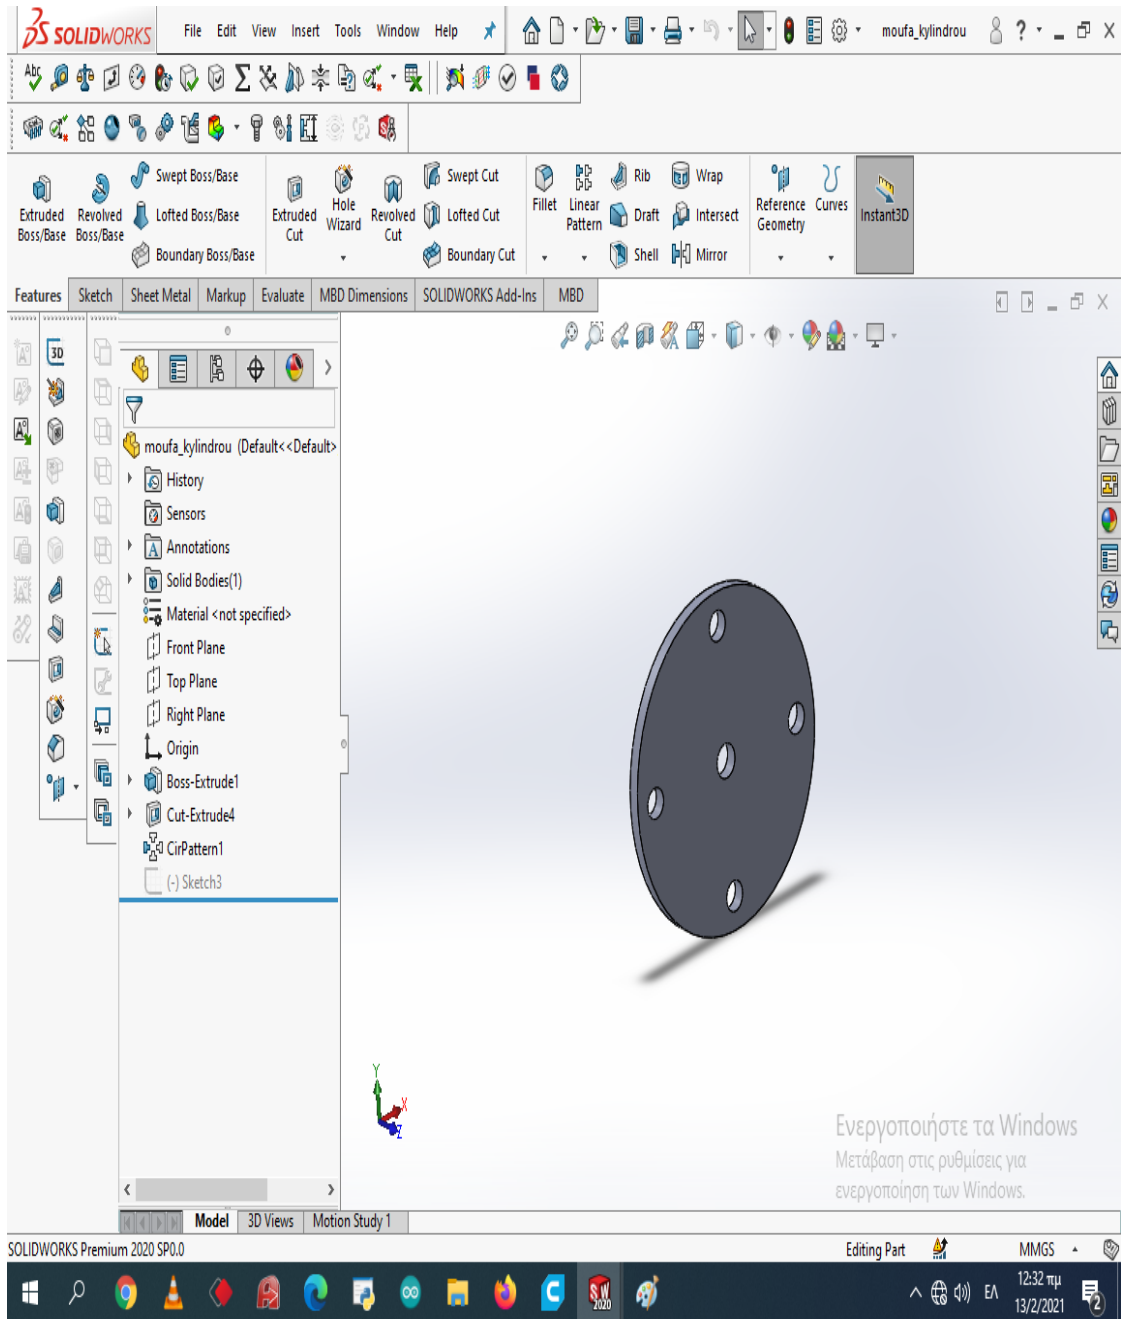 SOLIDWORKS File Edit View Insert Tools Window Help moufa_kylindrou ?
Extruded Boss/Base
Revolved Boss/Base
Swept Boss/Base
Lofted Boss/Base
Boundary Boss/Base
Extruded Cut
Hole Wizard
Revolved Cut
Swept Cut
Lofted Cut
Boundary Cut
Fillet
Linear Pattern
Rib
Draft
Shell
Wrap
Intersect
Mirror
Reference Geometry
Curves
Instant3D
Features Sketch Sheet Metal Markup Evaluate MBD Dimensions SOLIDWORKS Add-Ins MBD
3D
moufa_kylindrou (Default<<Default>
History
Sensors
Annotations
Solid Bodies(1)
Material <not specified>
Front Plane
Top Plane
Right Plane
Origin
Boss-Extrude1
Cut-Extrude4
CirPattern1
(-) Sketch3
Y
X
Z
Ενεργοποιήστε τα Windows
Μετάβαση στις ρυθμίσεις για
ενεργοποίηση των Windows.
Model 3D Views Motion Study 1
SOLIDWORKS Premium 2020 SP0.0 Editing Part MMGS
SW 2020
ΕΛ
12:32 πμ
13/2/2021
2